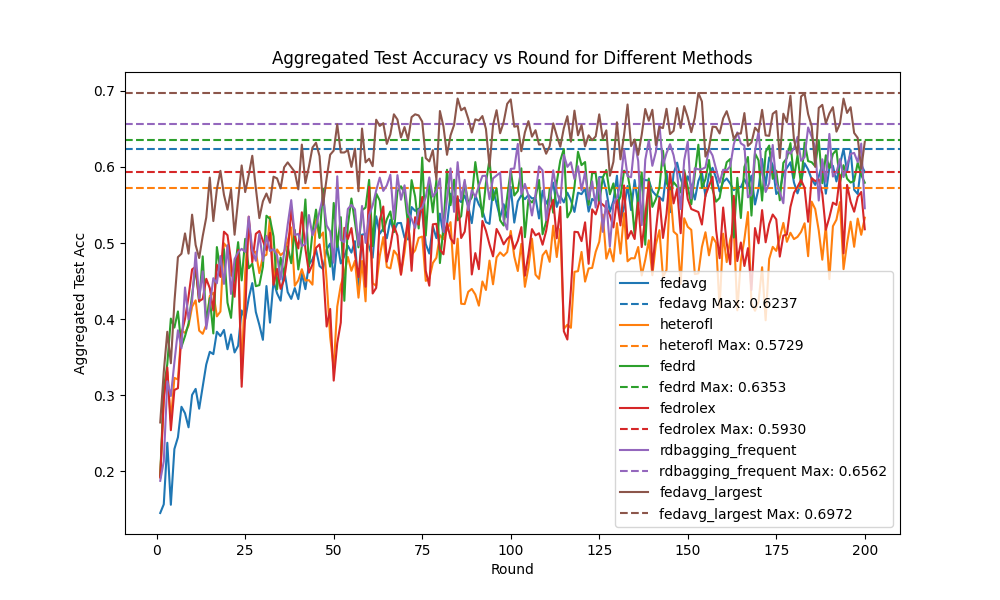 Aggregated Test Accuracy vs Round for Different Methods
Aggregated Test Acc
0.7
0.6
0.5
0.4
0.3
0.2
fedavg
fedavg Max: 0.6237
heterofl
heterofl Max: 0.5729
fedrd
fedrd Max: 0.6353
fedrolex
fedrolex Max: 0.5930
rdbagging_frequent
rdbagging_frequent Max: 0.6562
fedavg_largest
fedavg_largest Max: 0.6972
0 25 50 75 100 125 150 175 200
Round